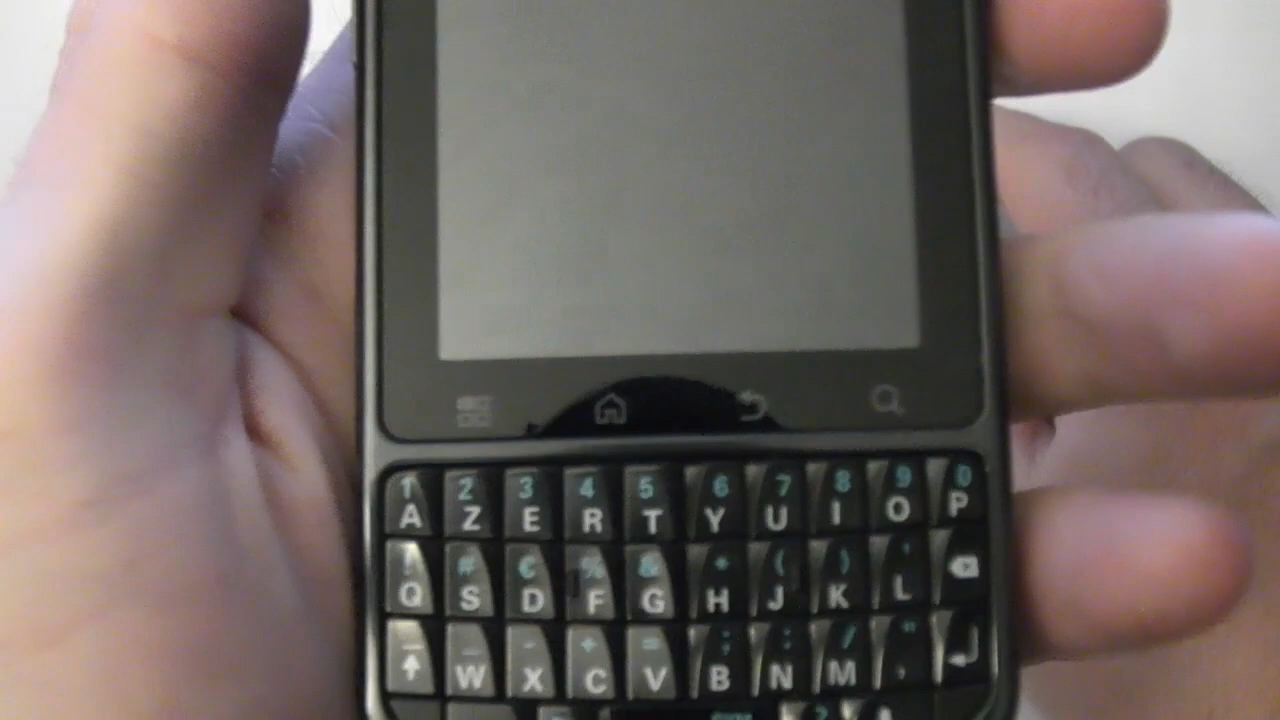 1 2 3 4 5 6 7 8 9 0
A Z E R T Y U I O P
! # € % & * ( ) '
Q S D F G H J K L
_ - + = ; : / "
W X C V B N M ,